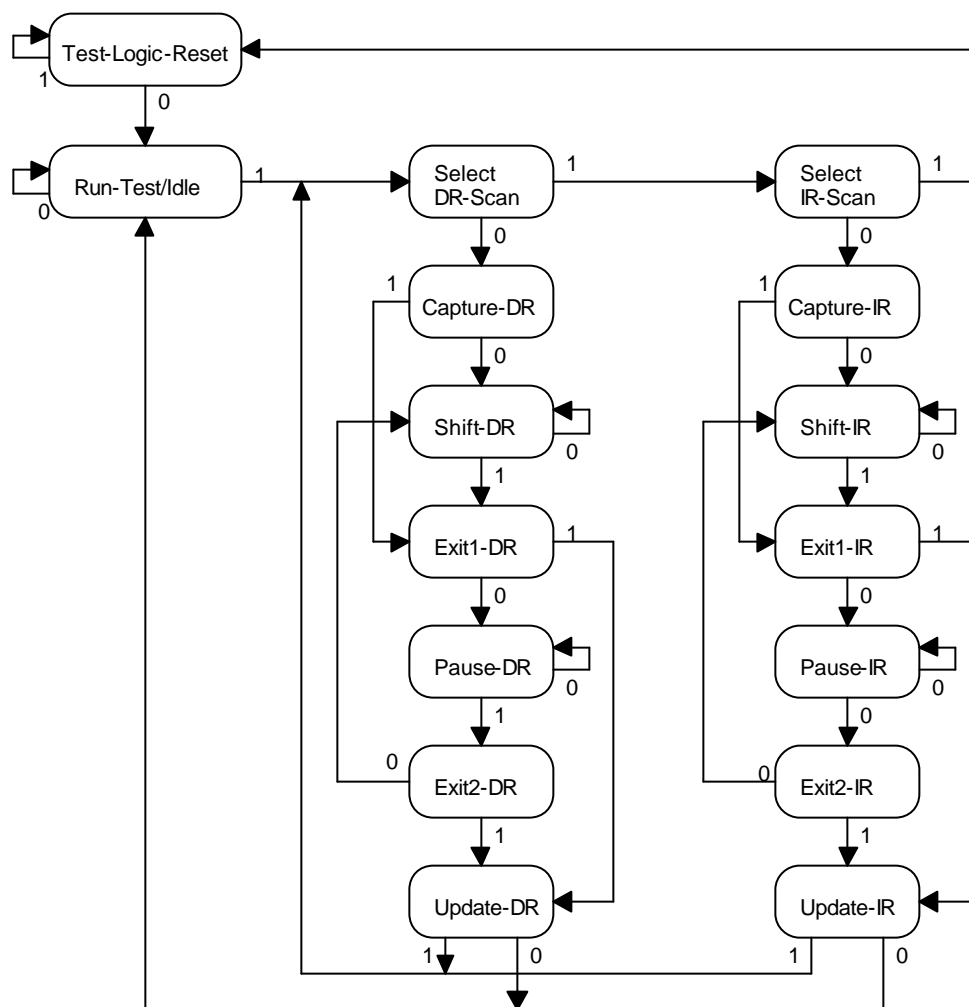 Test-Logic-Reset
1
0
Run-Test/Idle
0
1
Select
DR-Scan
1
Select
IR-Scan
1
0
0
1
Capture-DR
1
Capture-IR
0
0
Shift-DR
0
Shift-IR
0
1
1
Exit1-DR
1
Exit1-IR
1
0
0
Pause-DR
0
Pause-IR
0
1
0
0
Exit2-DR
0
Exit2-IR
1
1
Update-DR
Update-IR
1
0
1
0